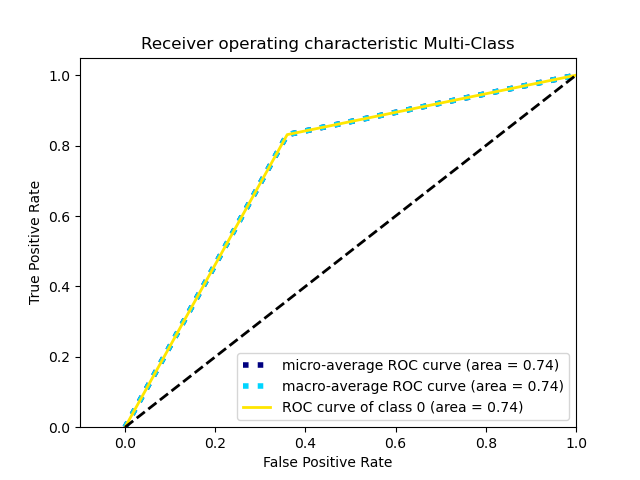 Receiver operating characteristic Multi-Class
1.0
0.8
0.6
0.4
0.2
0.0
True Positive Rate
micro-average ROC curve (area = 0.74)
macro-average ROC curve (area = 0.74)
ROC curve of class 0 (area = 0.74)
0.0 0.2 0.4 0.6 0.8 1.0
False Positive Rate